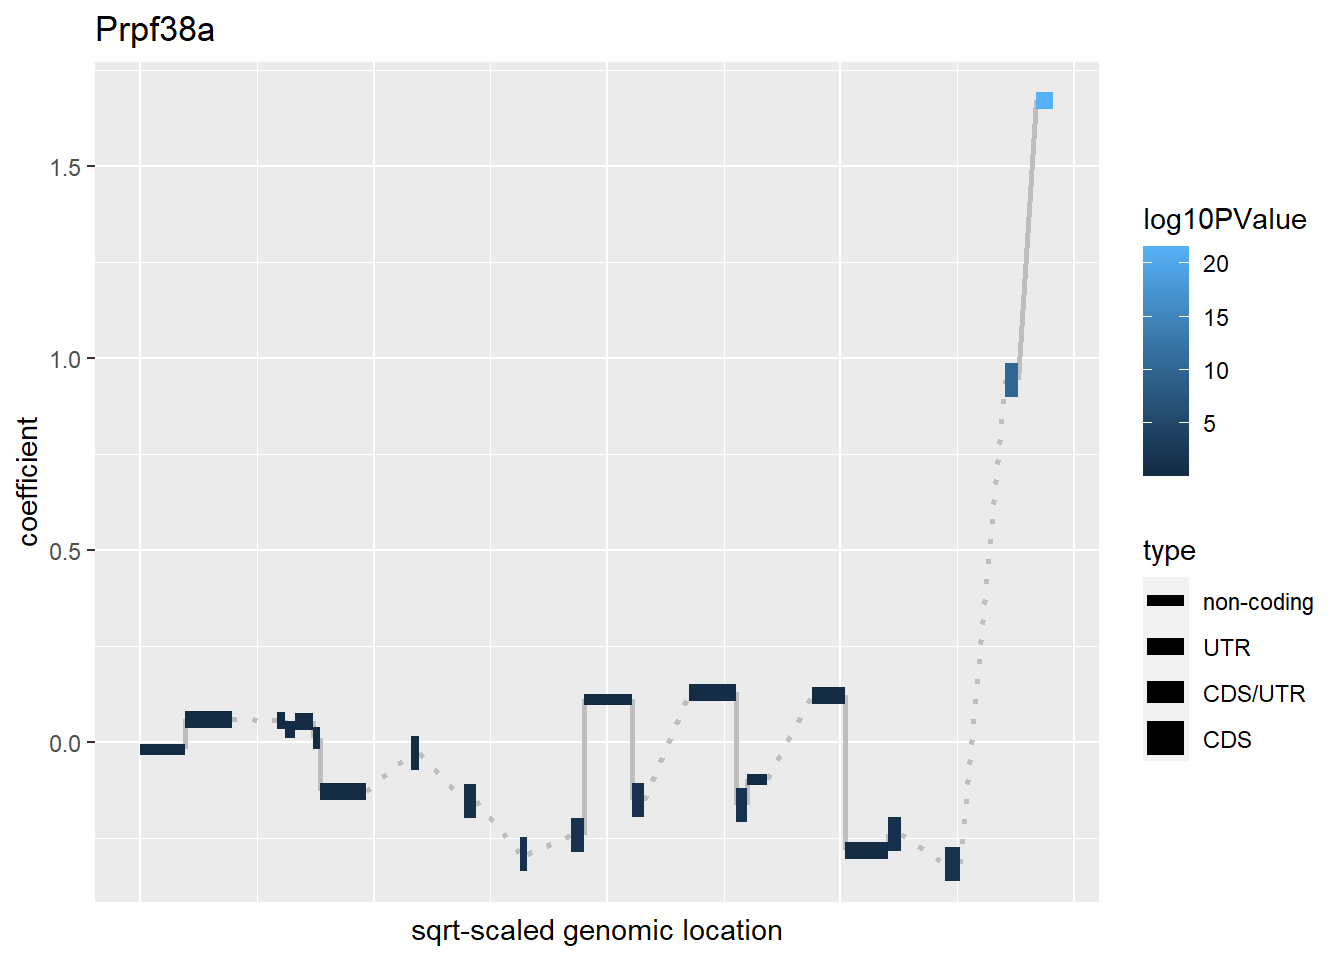 Prpf38a
1.5
1.0
0.5
0.0
coefficient
sqrt-scaled genomic location
log10PValue
20
15
10
5
type
non-coding
UTR
CDS/UTR
CDS